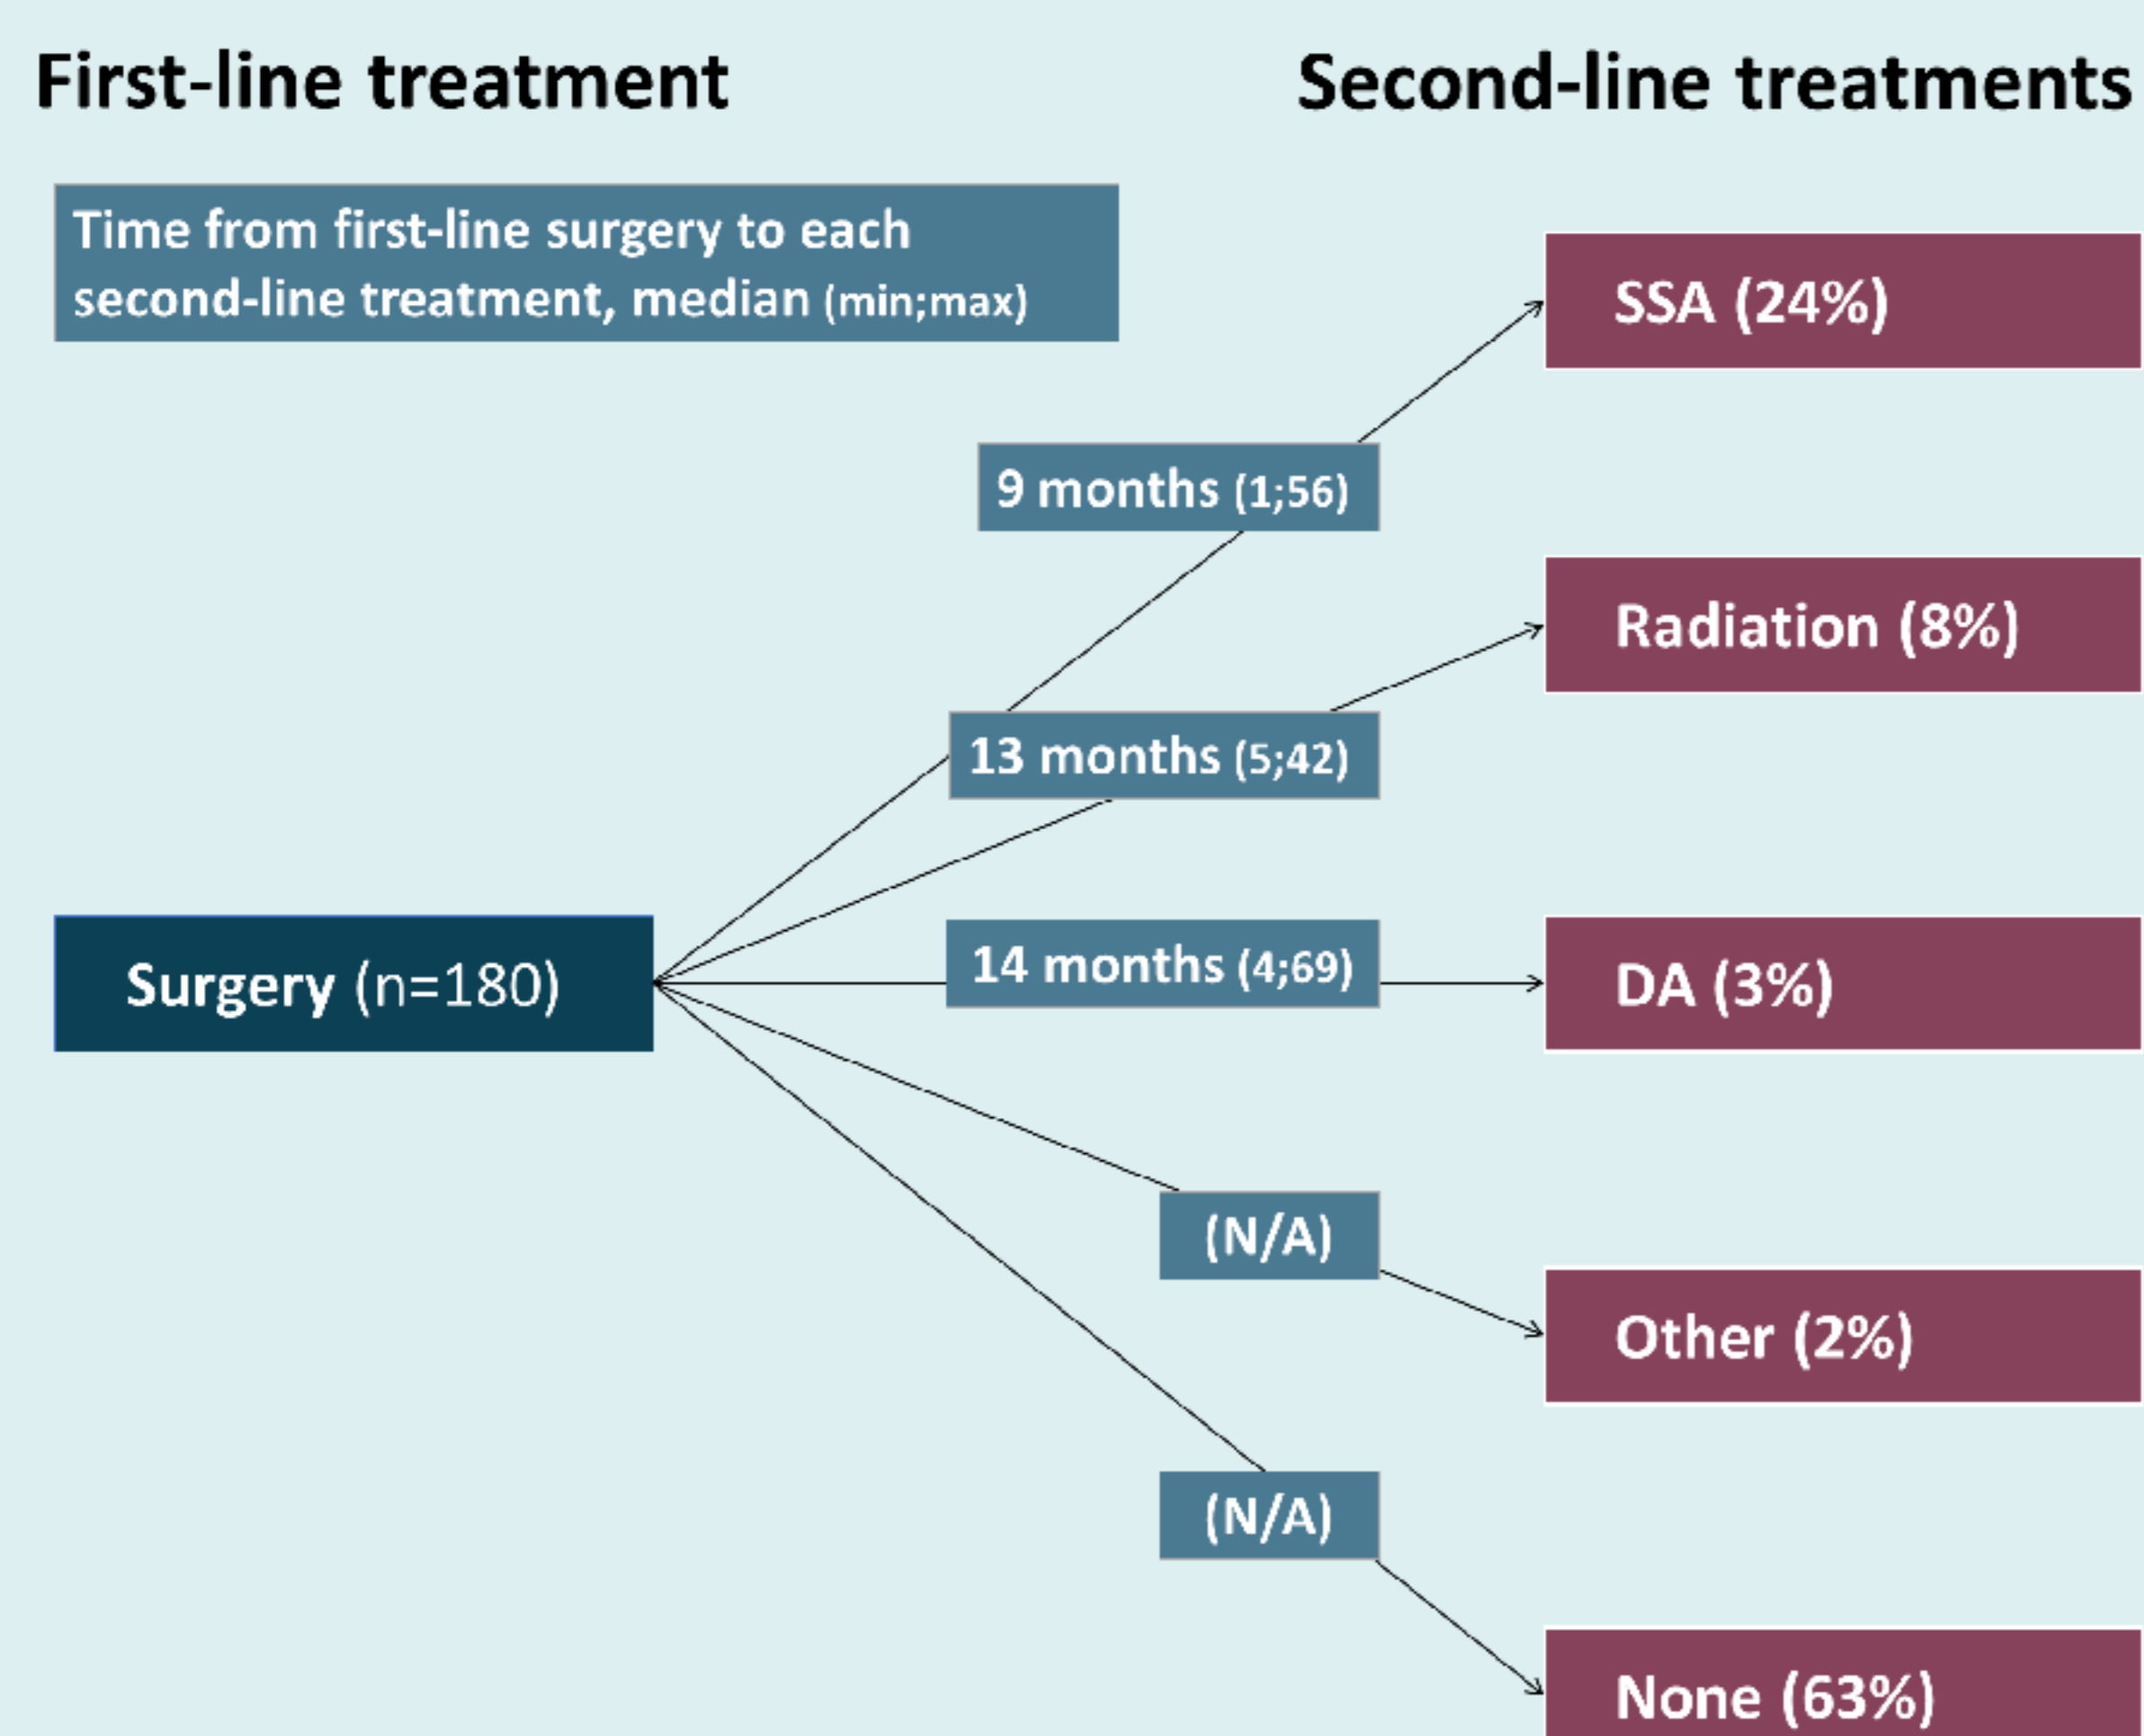 First-line treatment
Second-line treatments
Time from first-line surgery to each
second-line treatment, median (min;max)
SSA (24%)
9 months (1;56)
Radiation (8%)
13 months (5;42)
Surgery (n=180)
14 months (4;69)
DA (3%)
(N/A)
Other (2%)
(N/A)
None (63%)